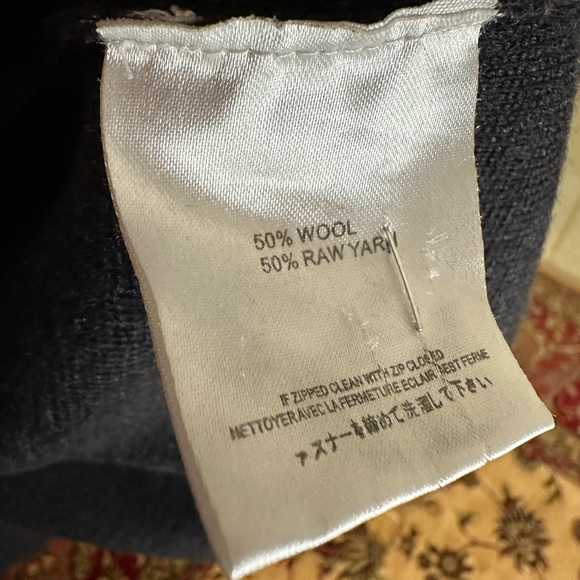 50% WOOL
50% RAW YARN
IF ZIPPED CLEAN WITH ZIP CLOSED
NETTOYER AVEC LA FERMETURE ECLAIR BEST FERME
ァスナーを締めて洗濯して下さい